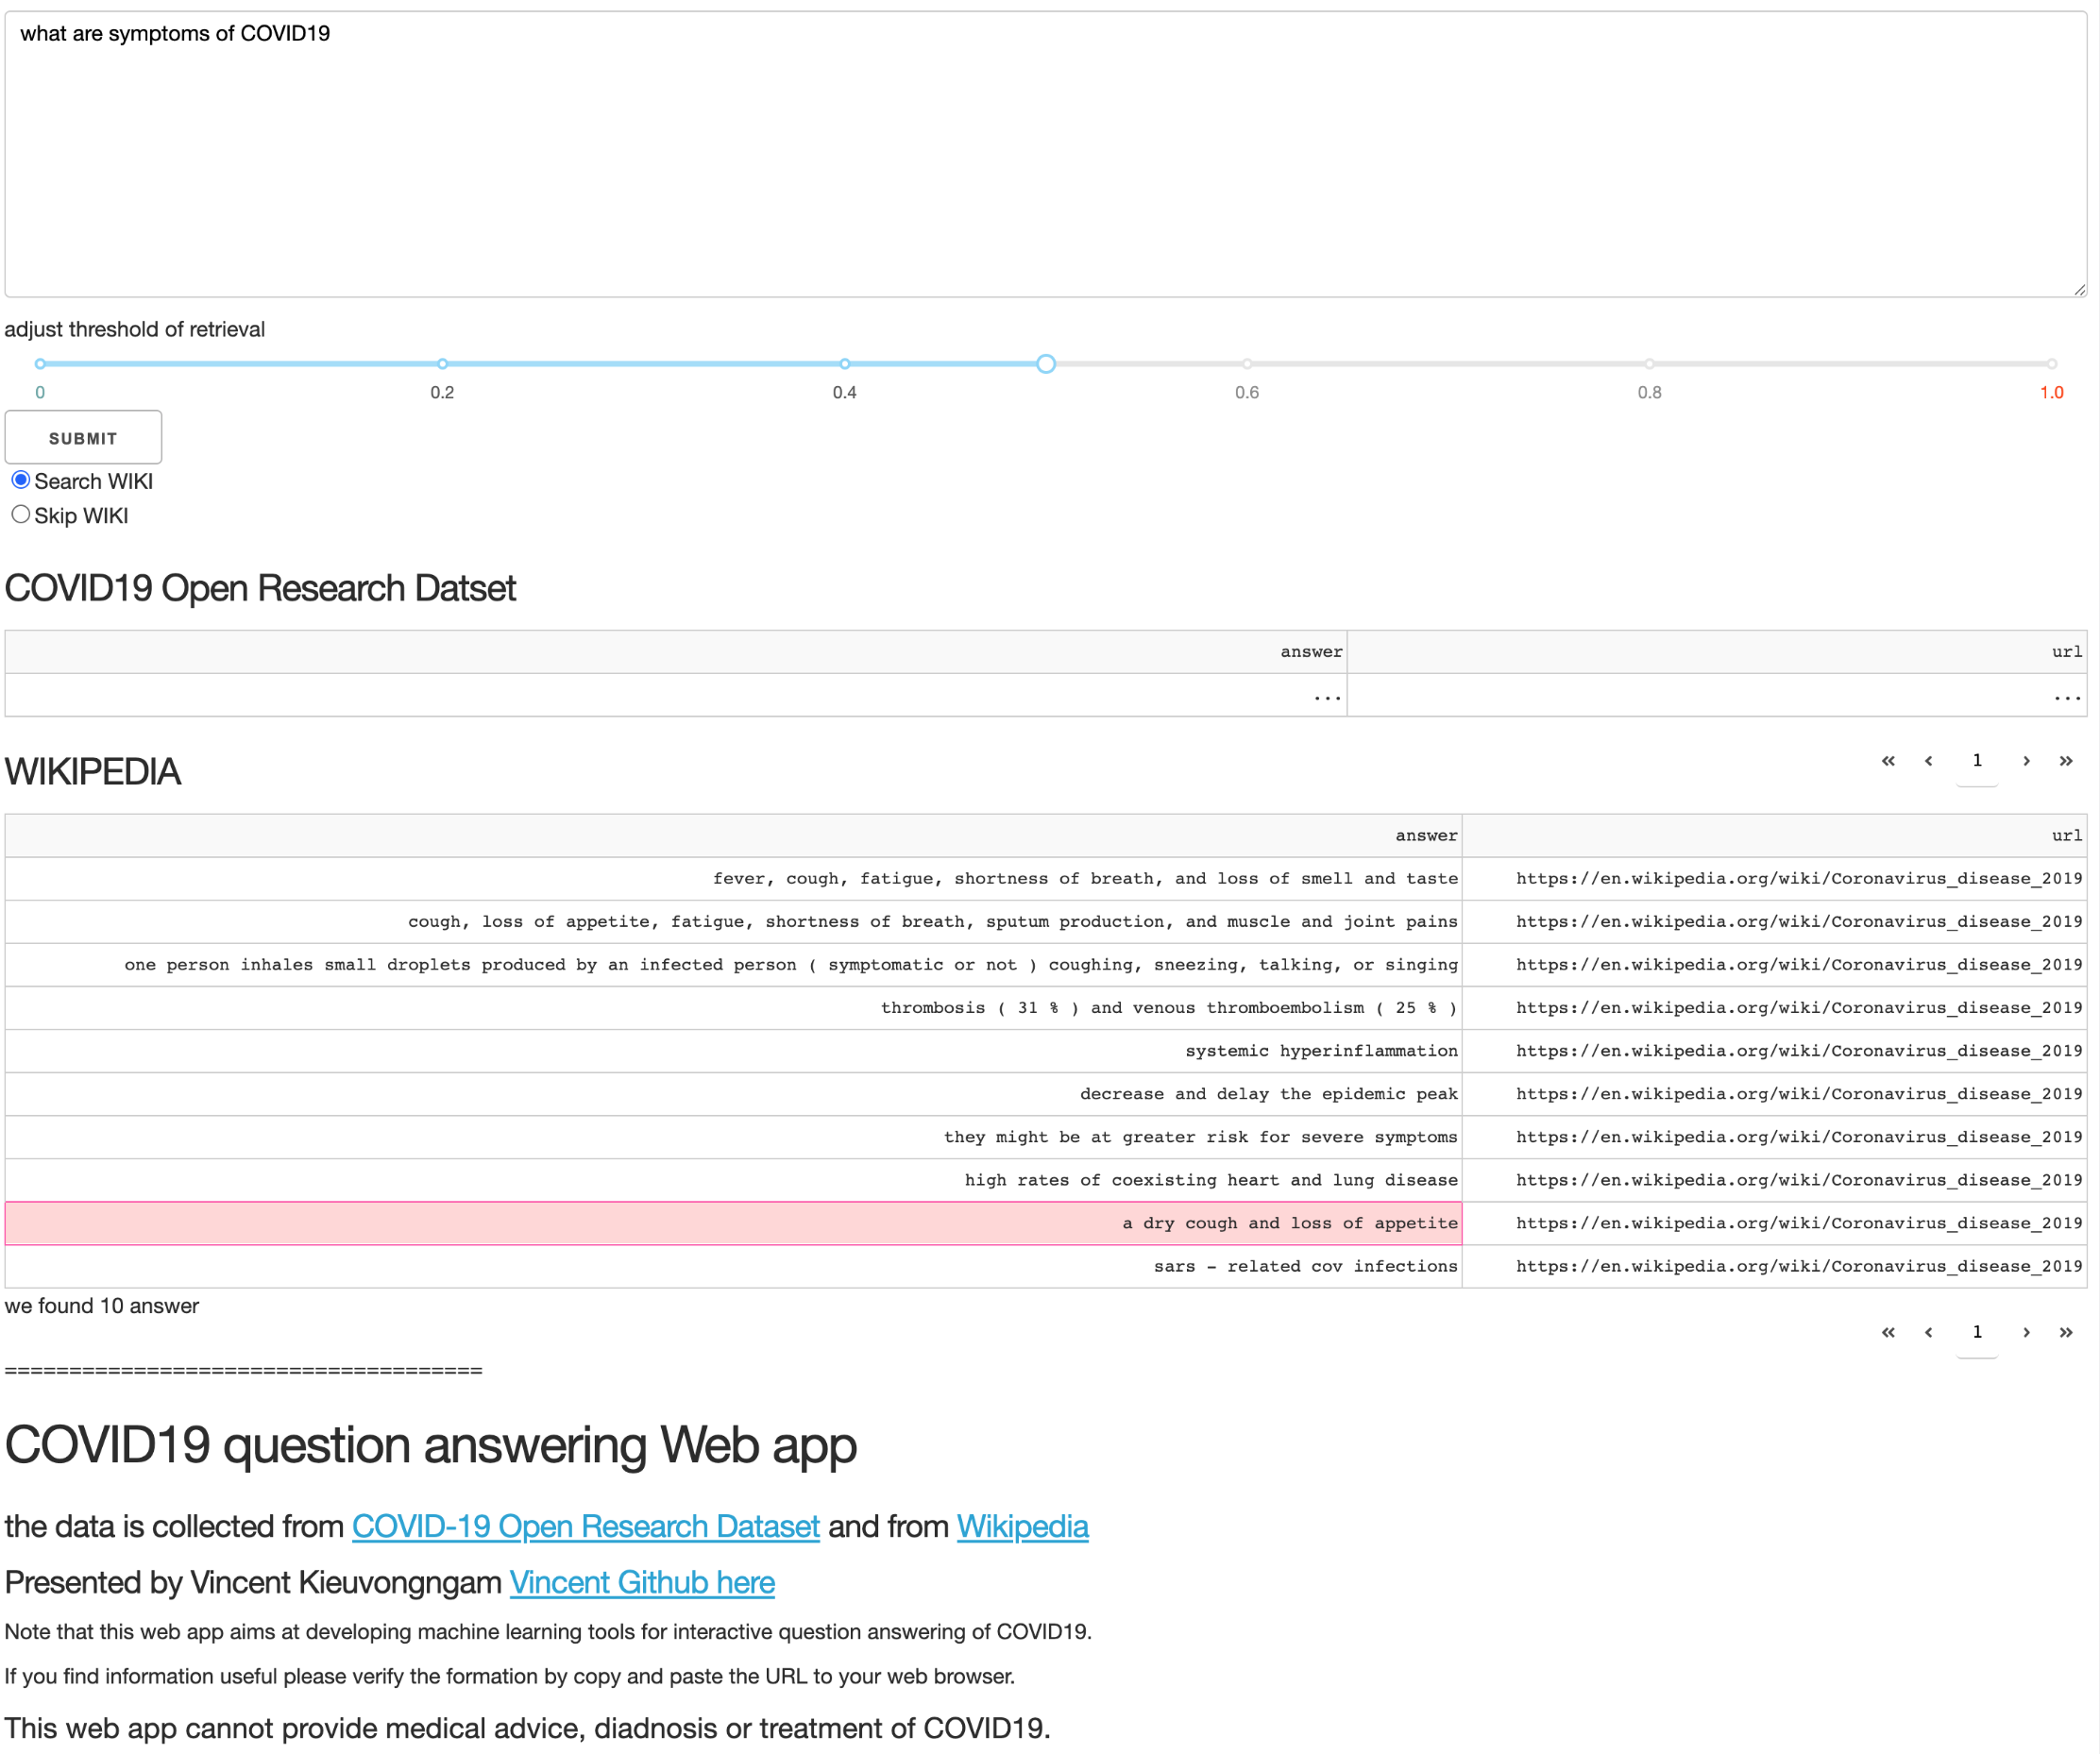 what are symptoms of COVID19
adjust threshold of retrieval
0 0.2 0.4 0.6 0.8 1.0
SUBMIT
Search WIKI
Skip WIKI
COVID19 Open Research Datset
answer url
... ...
« ‹ 1 › »
WIKIPEDIA
answer url
fever, cough, fatigue, shortness of breath, and loss of smell and taste https://en.wikipedia.org/wiki/Coronavirus_disease_2019
cough, loss of appetite, fatigue, shortness of breath, sputum production, and muscle and joint pains https://en.wikipedia.org/wiki/Coronavirus_disease_2019
one person inhales small droplets produced by an infected person ( symptomatic or not ) coughing, sneezing, talking, or singing https://en.wikipedia.org/wiki/Coronavirus_disease_2019
thrombosis ( 31 % ) and venous thromboembolism ( 25 % ) https://en.wikipedia.org/wiki/Coronavirus_disease_2019
systemic hyperinflammation https://en.wikipedia.org/wiki/Coronavirus_disease_2019
decrease and delay the epidemic peak https://en.wikipedia.org/wiki/Coronavirus_disease_2019
they might be at greater risk for severe symptoms https://en.wikipedia.org/wiki/Coronavirus_disease_2019
high rates of coexisting heart and lung disease https://en.wikipedia.org/wiki/Coronavirus_disease_2019
a dry cough and loss of appetite https://en.wikipedia.org/wiki/Coronavirus_disease_2019
sars - related cov infections https://en.wikipedia.org/wiki/Coronavirus_disease_2019
we found 10 answer
« ‹ 1 › »
=====================================
COVID19 question answering Web app
the data is collected from COVID-19 Open Research Dataset and from Wikipedia
Presented by Vincent Kieuvongngam Vincent Github here
Note that this web app aims at developing machine learning tools for interactive question answering of COVID19.
If you find information useful please verify the formation by copy and paste the URL to your web browser.
This web app cannot provide medical advice, diadnosis or treatment of COVID19.